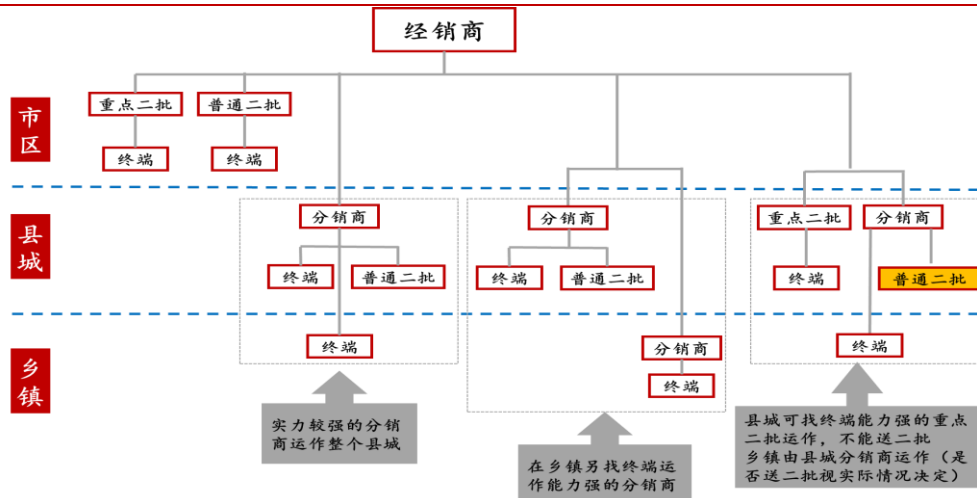 经销商
市区
重点二批
普通二批
终端
终端
县城
分销商
分销商
重点二批
分销商
终端
普通二批
终端
普通二批
终端
普通二批
乡镇
终端
分销商
终端
终端
实力较强的分销
商运作整个县城
在乡镇另找终端运
作能力强的分销商
县城可找终端能力强的重点
二批运作，不能送二批
乡镇由县城分销商运作（是
否送二批视实际情况决定）